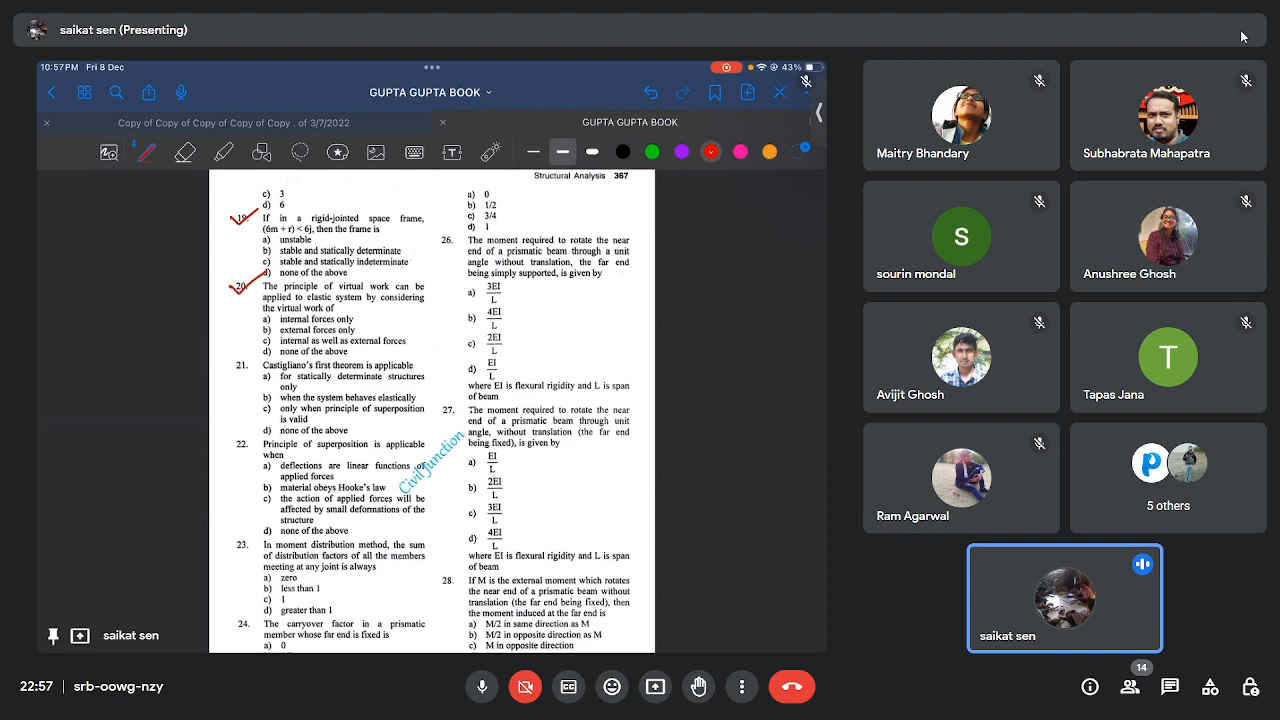 saikat sen (Presenting)
10:57PM Fri 8 Dec
43%
GUPTA GUPTA BOOK
Copy of Copy of Copy of Copy of Copy . of 3/7/2022
GUPTA GUPTA BOOK
Structural Analysis 367
c) 3
d) 6
19. If in a rigid-jointed space frame,
(6m + r) < 6j, then the frame is
a) unstable
b) stable and statically determinate
c) stable and statically indeterminate
d) none of the above
20. The principle of virtual work can be
applied to elastic system by considering
the virtual work of
a) internal forces only
b) external forces only
c) internal as well as external forces
d) none of the above
21. Castigliano's first theorem is applicable
a) for statically determinate structures
only
b) when the system behaves elastically
c) only when principle of superposition
is valid
d) none of the above
22. Principle of superposition is applicable
when
a) deflections are linear functions of
applied forces
b) material obeys Hooke's law
c) the action of applied forces will be
affected by small deformations of the
structure
d) none of the above
23. In moment distribution method, the sum
of distribution factors of all the members
meeting at any joint is always
a) zero
b) less than 1
c) 1
d) greater than 1
24. The carryover factor in a prismatic
member whose far end is fixed is
a) 0
a) 0
b) 1/2
c) 3/4
d) 1
26. The moment required to rotate the near
end of a prismatic beam through a unit
angle without translation, the far end
being simply supported, is given by
a) 3EI
L
b) 4EI
L
c) 2EI
L
d) EI
L
where EI is flexural rigidity and L is span
of beam
27. The moment required to rotate the near
end of a prismatic beam through unit
angle, without translation (the far end
being fixed), is given by
a) EI
L
b) 2EI
L
c) 3EI
L
d) 4EI
L
where EI is flexural rigidity and L is span
of beam
28. If M is the external moment which rotates
the near end of a prismatic beam without
translation (the far end being fixed), then
the moment induced at the far end is
a) M/2 in same direction as M
b) M/2 in opposite direction as M
c) M in opposite direction
Civil Junction
saikat sen
Maitry Bhandary
Subhabrata Mahapatra
S
sourin mondal
Anushree Ghosh
Avijit Ghosh
T
Tapas Jana
Ram Agarwal
P
5 others
saikat sen
14
22:57 | srh-oowg-nzy